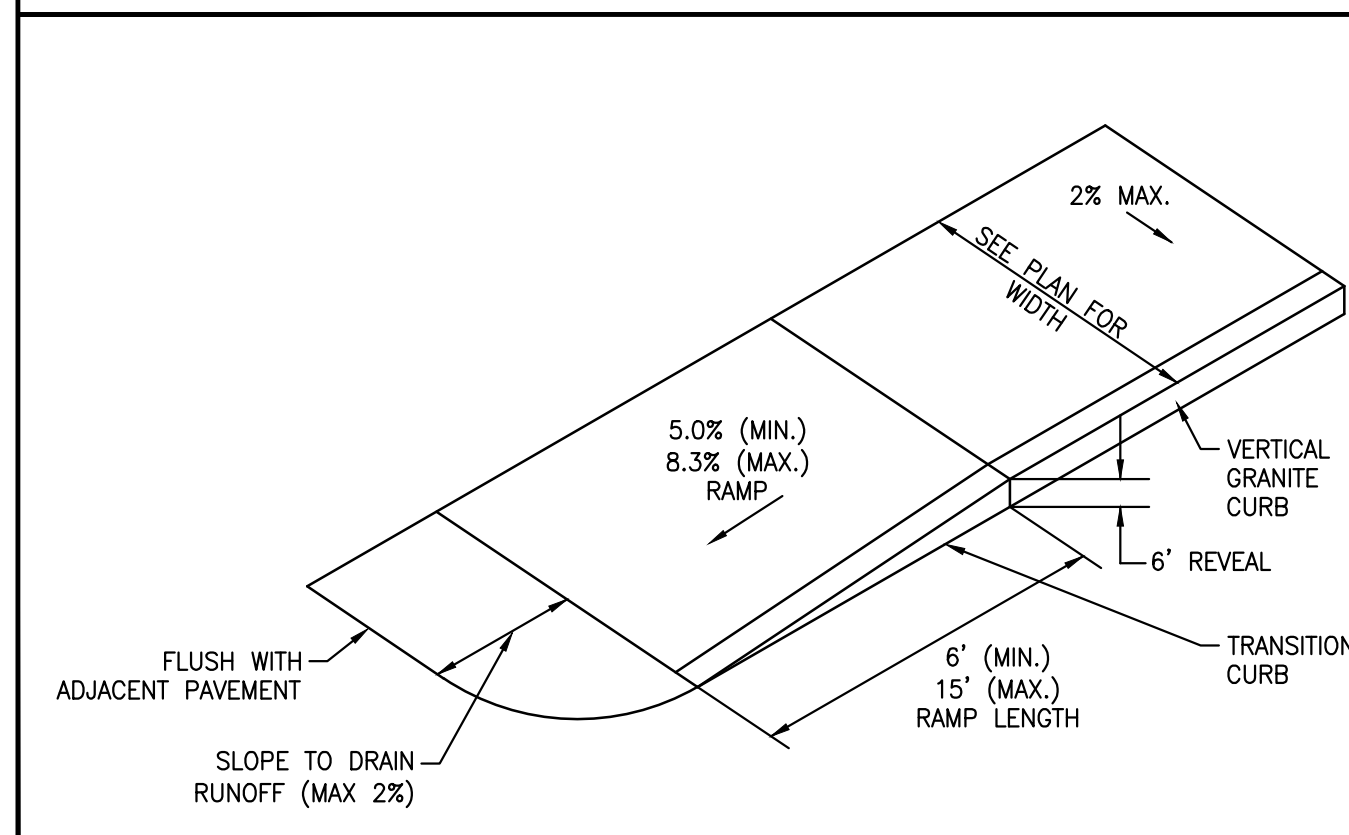 2% MAX.
SEE PLAN FOR
WIDTH
5.0% (MIN.)
8.3% (MAX.)
RAMP
VERTICAL
GRANITE
CURB
6' REVEAL
TRANSITION
CURB
6' (MIN.)
15' (MAX.)
RAMP LENGTH
FLUSH WITH
ADJACENT PAVEMENT
SLOPE TO DRAIN
RUNOFF (MAX 2%)